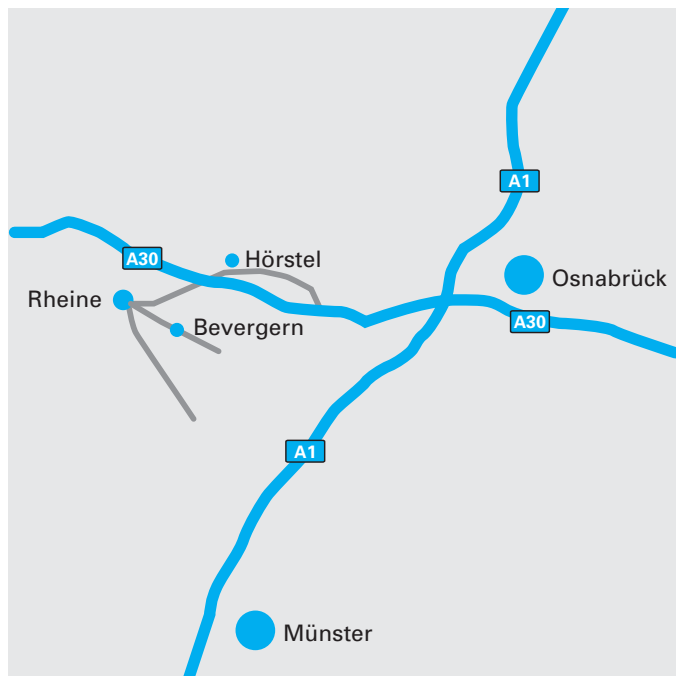 A1
A30
Hörstel
Osnabrück
Rheine
Bevergern
A30
A1
Münster